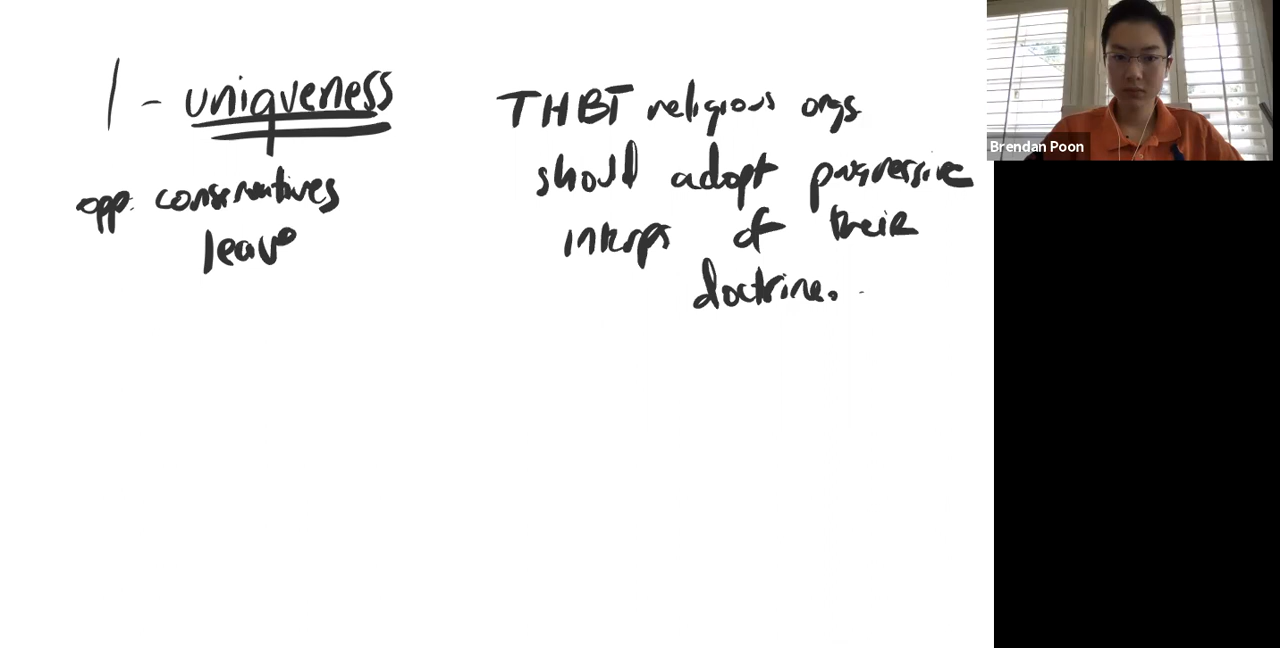 1 - uniqueness
opp: conservatives
leave
THBT religious orgs
should adopt progressive
interps of their
doctrine.
Brendan Poon